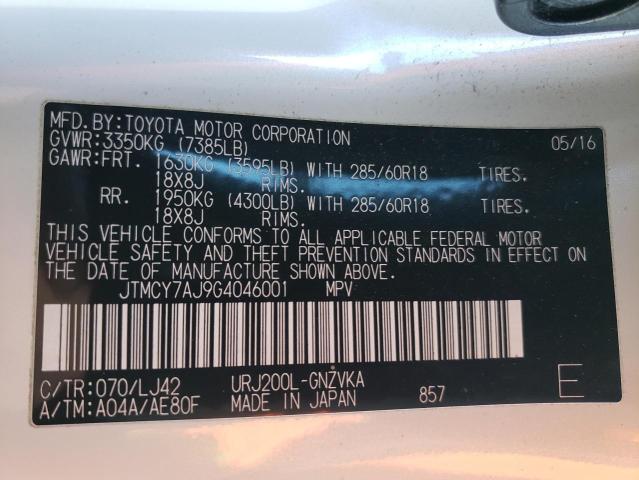 MFD.BY:TOYOTA MOTOR CORPORATION 05/16
GVWR:3350KG (7385LB)
GAWR:FRT. 1630KG (3595LB) WITH 285/60R18 TIRES.
18X8J RIMS.
RR. 1950KG (4300LB) WITH 285/60R18 TIRES.
18X8J RIMS.
THIS VEHICLE CONFORMS TO ALL APPLICABLE FEDERAL MOTOR
VEHICLE SAFETY AND THEFT PREVENTION STANDARDS IN EFFECT ON
THE DATE OF MANUFACTURE SHOWN ABOVE.
JTMCY7AJ9G4046001 MPV
C/TR:070/LJ42 URJ200L-GNZVKA
A/TM:A04A/AE80F MADE IN JAPAN 857 E